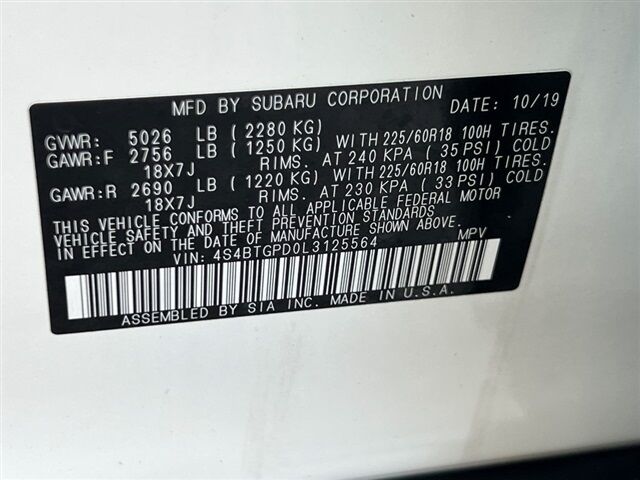 MFD BY SUBARU CORPORATION DATE: 10/19
GVWR: 5026 LB (2280 KG)
GAWR:F 2756 LB (1250 KG) WITH 225/60R18 100H TIRES.
18X7J RIMS. AT 240 KPA (35 PSI) COLD
GAWR:R 2690 LB (1220 KG) WITH 225/60R18 100H TIRES.
18X7J RIMS. AT 230 KPA (33 PSI) COLD
THIS VEHICLE CONFORMS TO ALL APPLICABLE FEDERAL MOTOR
VEHICLE SAFETY AND THEFT PREVENTION STANDARDS
IN EFFECT ON THE DATE OF MANUFACTURE SHOWN ABOVE.
VIN: 4S4BTGPD0L3125564 MPV
ASSEMBLED BY SIA INC. MADE IN U.S.A.